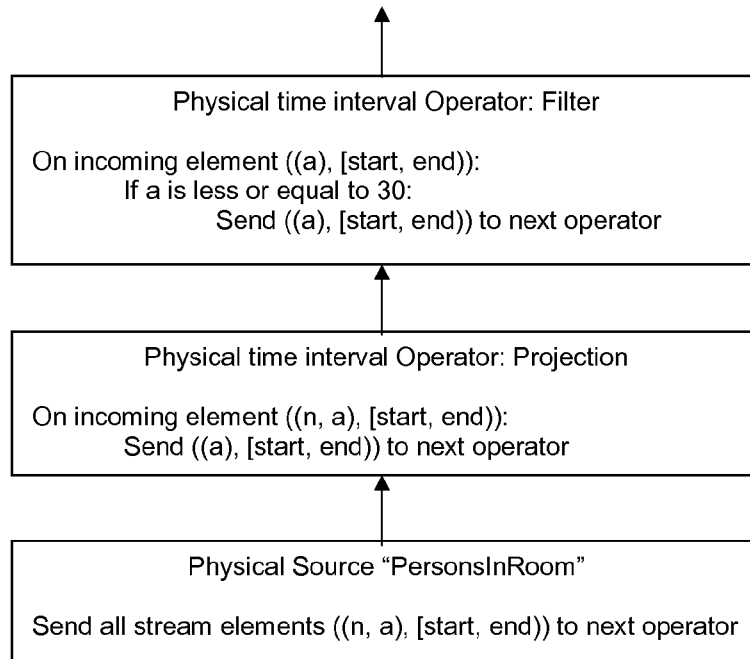 Physical time interval Operator: Filter
On incoming element ((a), [start, end)):
If a is less or equal to 30:
Send ((a), [start, end)) to next operator
Physical time interval Operator: Projection
On incoming element ((n, a), [start, end)):
Send ((a), [start, end)) to next operator
Physical Source “PersonsInRoom”
Send all stream elements ((n, a), [start, end)) to next operator